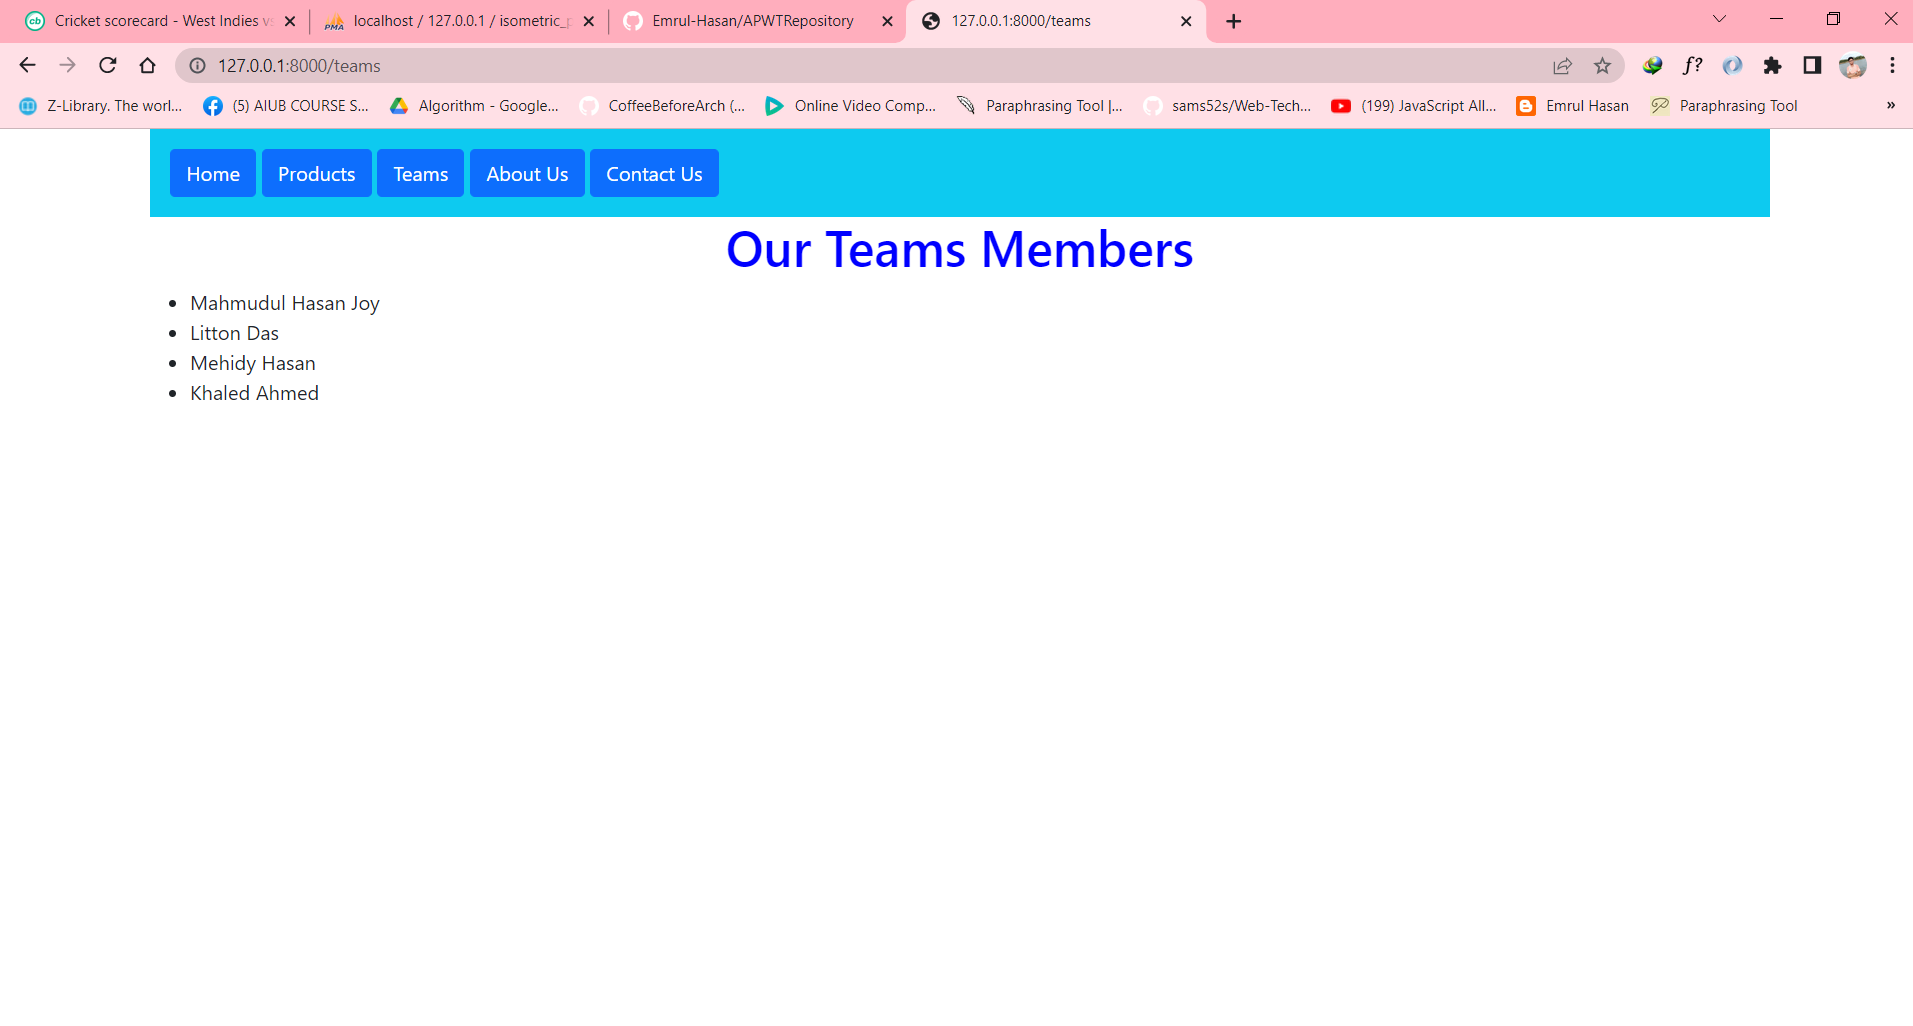 cb Cricket scorecard - West Indies vs PMA localhost / 127.0.0.1 / isometric_p Emrul-Hasan/APWTRepository 127.0.0.1:8000/teams
127.0.0.1:8000/teams f?
Z-Library. The worl... (5) AIUB COURSE S... Algorithm - Google... CoffeeBeforeArch (... Online Video Comp... Paraphrasing Tool |... sams52s/Web-Tech... (199) JavaScript All... Emrul Hasan Paraphrasing Tool »
Home Products Teams About Us Contact Us
Our Teams Members
• Mahmudul Hasan Joy
• Litton Das
• Mehidy Hasan
• Khaled Ahmed